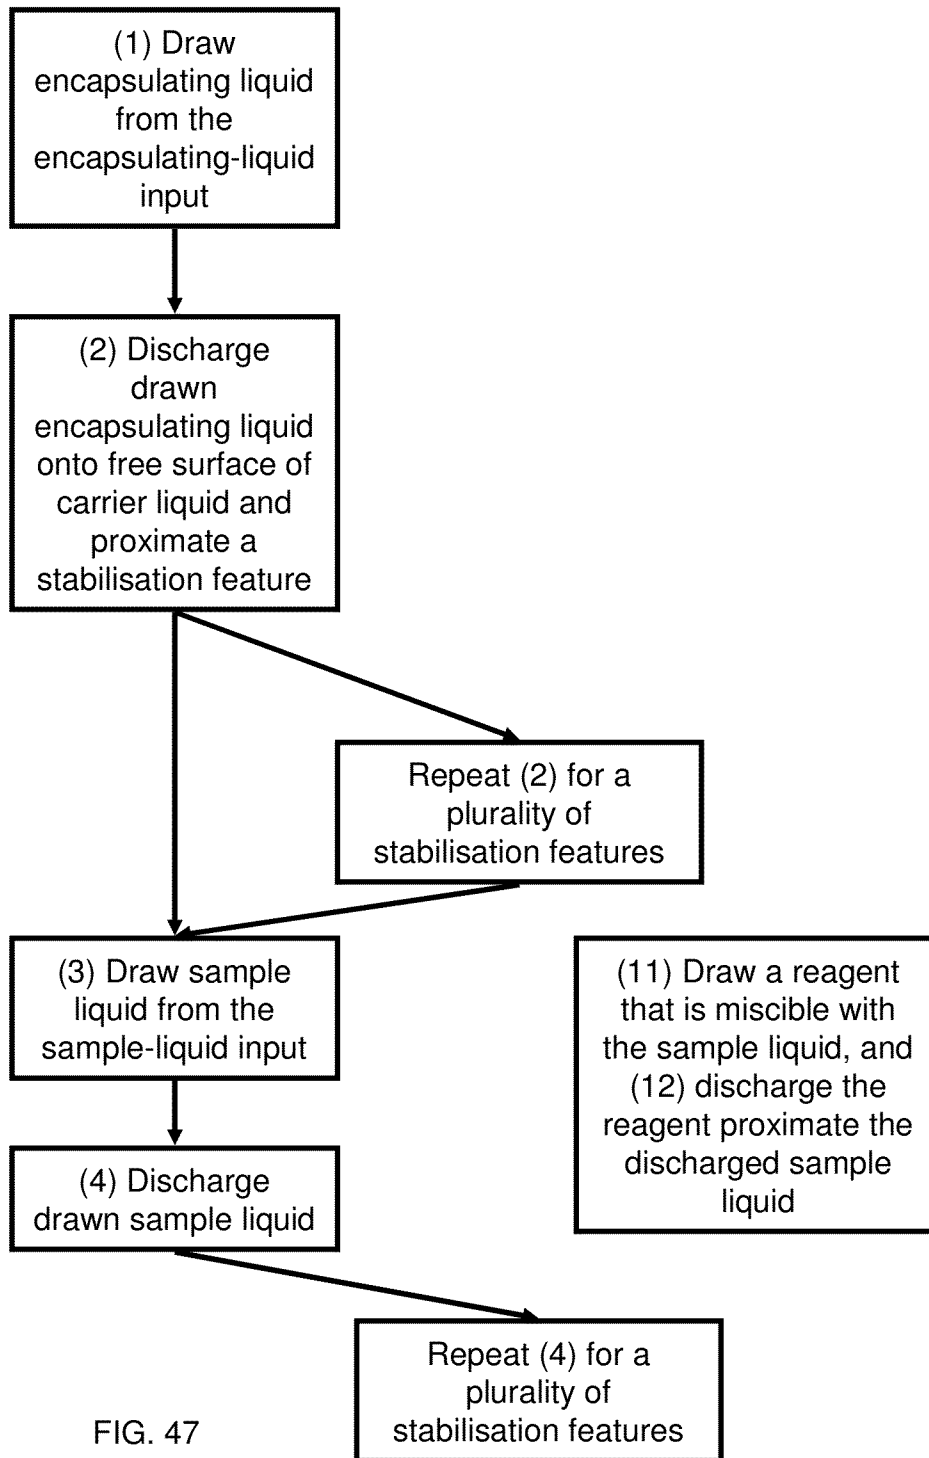 (1) Draw
encapsulating liquid
from the
encapsulating-liquid
input
(2) Discharge
drawn
encapsulating liquid
onto free surface of
carrier liquid and
proximate a
stabilisation feature
Repeat (2) for a
plurality of
stabilisation features
(3) Draw sample
liquid from the
sample-liquid input
(11) Draw a reagent
that is miscible with
the sample liquid, and
(12) discharge the
reagent proximate the
discharged sample
liquid
(4) Discharge
drawn sample liquid
Repeat (4) for a
plurality of
stabilisation features
FIG. 47